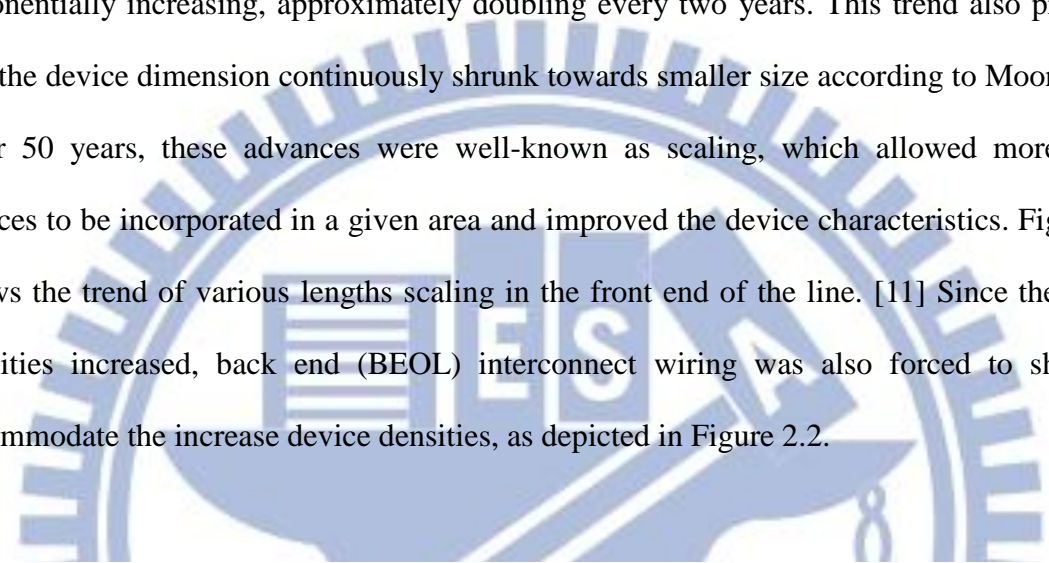 onentially increasing, approximately doubling every two years. This trend also p
the device dimension continuously shrunk towards smaller size according to Moor
r 50 years, these advances were well-known as scaling, which allowed more
ces to be incorporated in a given area and improved the device characteristics. Fig
ws the trend of various lengths scaling in the front end of the line. [11] Since the
ities increased, back end (BEOL) interconnect wiring was also forced to sh
mmodate the increase device densities, as depicted in Figure 2.2.
ESA